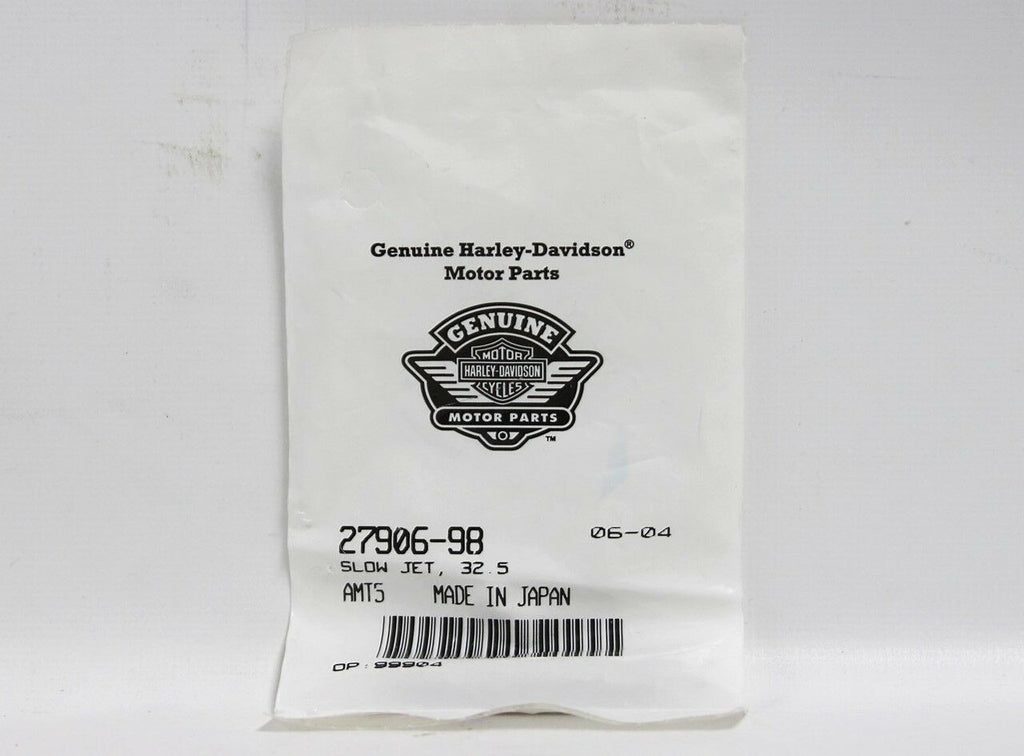 Genuine Harley-Davidson®
Motor Parts
GENUINE
MOTOR
HARLEY-DAVIDSON
CYCLES
MOTOR PARTS
TM
27906-98 06-04
SLOW JET, 32.5
AMT5 MADE IN JAPAN
OP: 99904